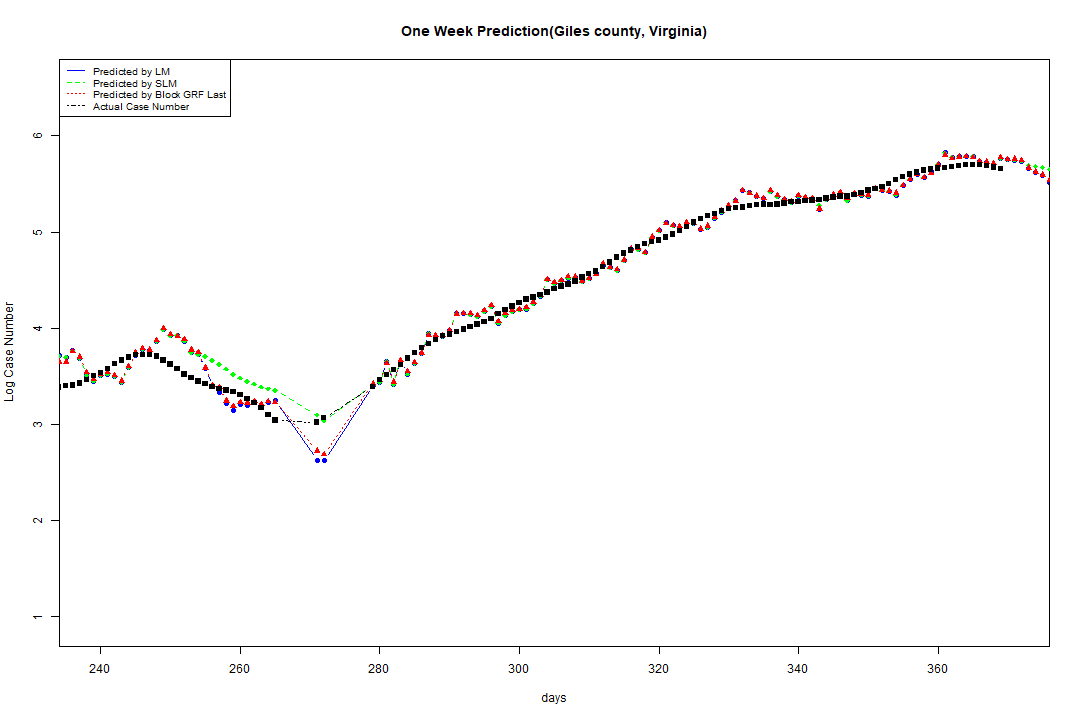 One Week Prediction(Giles county, Virginia)
Predicted by LM
Predicted by SLM
Predicted by Block GRF Last
Actual Case Number
6
5
4
3
2
1
Log Case Number
240 260 280 300 320 340 360
days